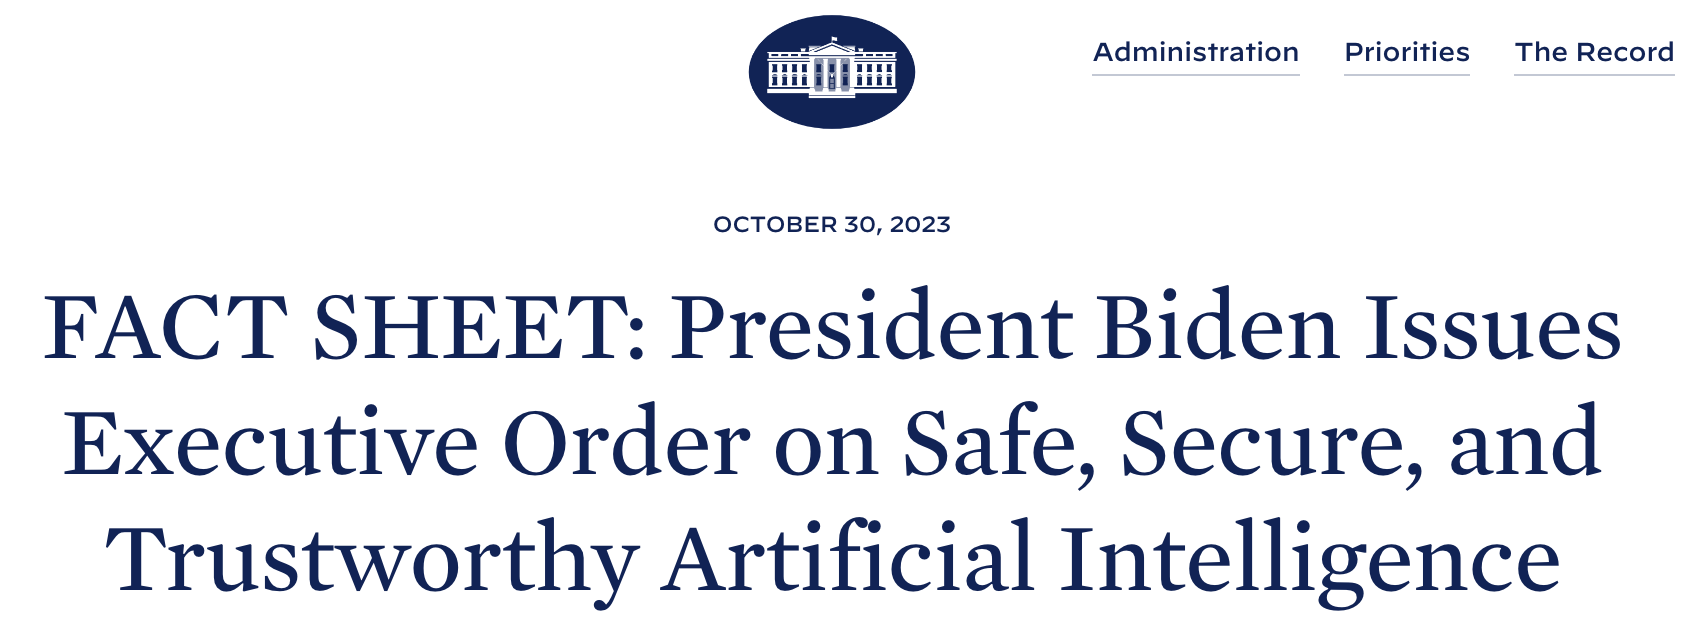 Administration Priorities The Record
OCTOBER 30, 2023
FACT SHEET: President Biden Issues
Executive Order on Safe, Secure, and
Trustworthy Artificial Intelligence